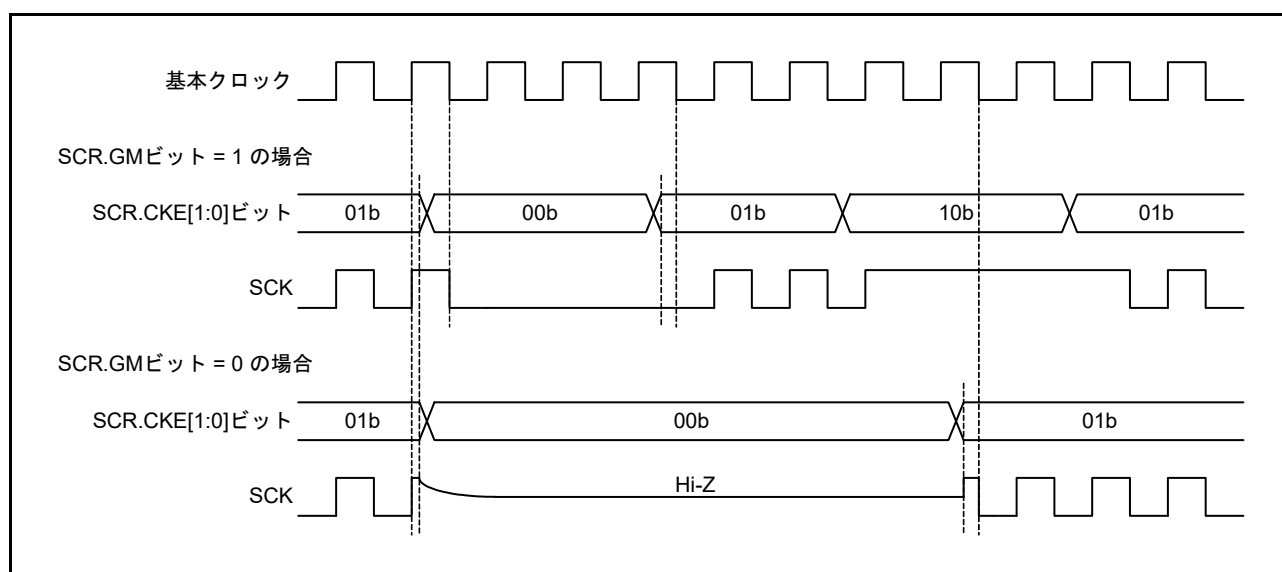 基本クロック
SCR.GMビット = 1 の場合
SCR.CKE[1:0]ビット 01b 00b 01b 10b 01b
SCK
SCR.GMビット = 0 の場合
SCR.CKE[1:0]ビット 01b 00b 01b
SCK Hi-Z